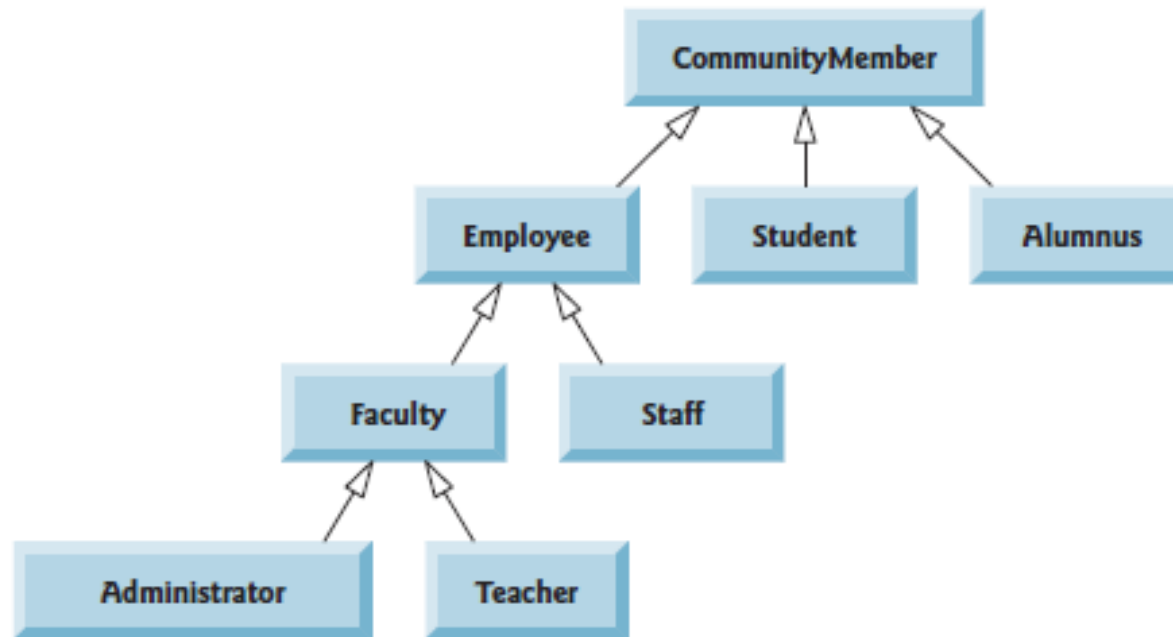 CommunityMember
Employee
Student
Alumnus
Faculty
Staff
Administrator
Teacher